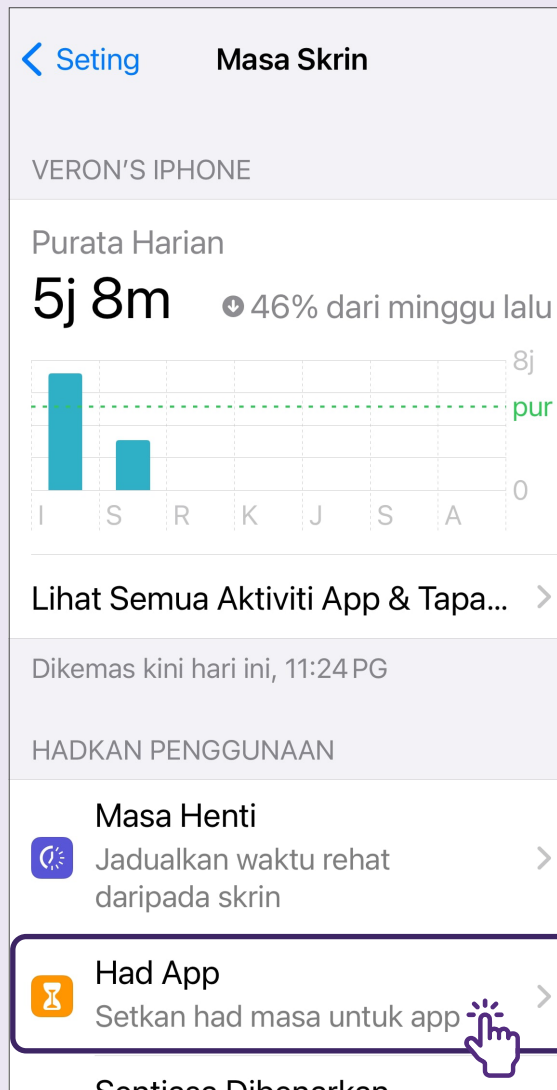 Seting
Masa Skrin
VERON'S IPHONE
Purata Harian
5j 8m
46% dari minggu lalu
8j
pur
0
I S R K J S A
Lihat Semua Aktiviti App & Tapa...
Dikemas kini hari ini, 11:24 PG
HADKAN PENGGUNAAN
Masa Henti
Jadualkan waktu rehat
daripada skrin
Had App
Setkan had masa untuk app
Sentiasa Dibenarkan